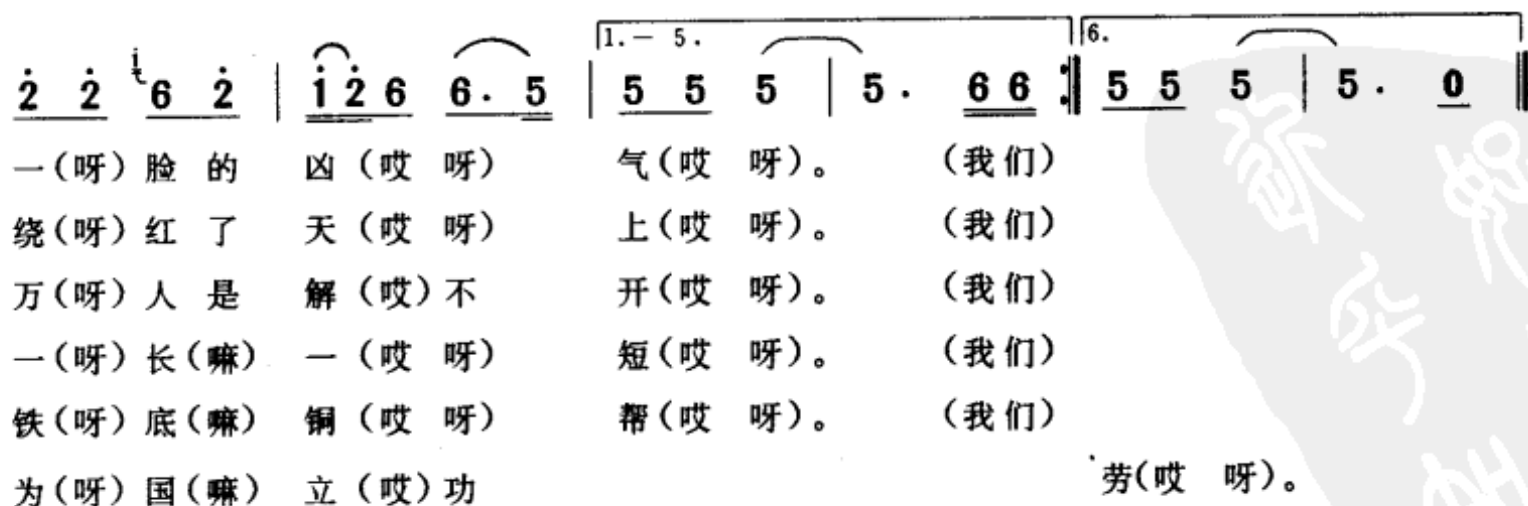 1.— 5. 6.
i
2 2 6 2 | i 2 6 6. 5 | 5 5 5 | 5. 6 6 :‖ 5 5 5 | 5. 0 ‖
一(呀)脸的 凶(哎呀) 气(哎呀)。 (我们)
绕(呀)红了 天(哎呀) 上(哎呀)。 (我们)
万(呀)人是 解(哎)不 开(哎呀)。 (我们)
一(呀)长(嘛) 一(哎呀) 短(哎呀)。 (我们)
铁(呀)底(嘛) 铜(哎呀) 帮(哎呀)。 (我们)
为(呀)国(嘛) 立(哎)功 劳(哎呀)。